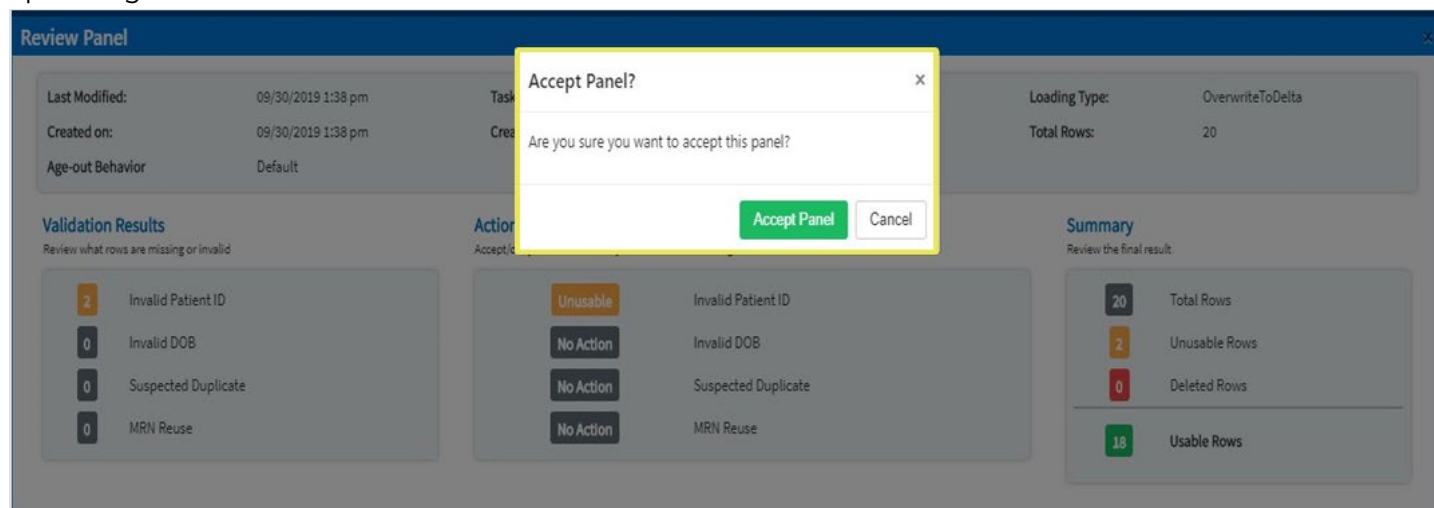 Review Panel
x
Accept Panel?
x
Are you sure you want to accept this panel?
Accept Panel
Cancel
Last Modified: 09/30/2019 1:38 pm
Created on: 09/30/2019 1:38 pm
Age-out Behavior Default
Loading Type: OverwriteToDelta
Total Rows: 20
Validation Results
Review what rows are missing or invalid
2 Invalid Patient ID
0 Invalid DOB
0 Suspected Duplicate
0 MRN Reuse
Unusable Invalid Patient ID
No Action Invalid DOB
No Action Suspected Duplicate
No Action MRN Reuse
Summary
Review the final result
20 Total Rows
2 Unusable Rows
0 Deleted Rows
18 Usable Rows